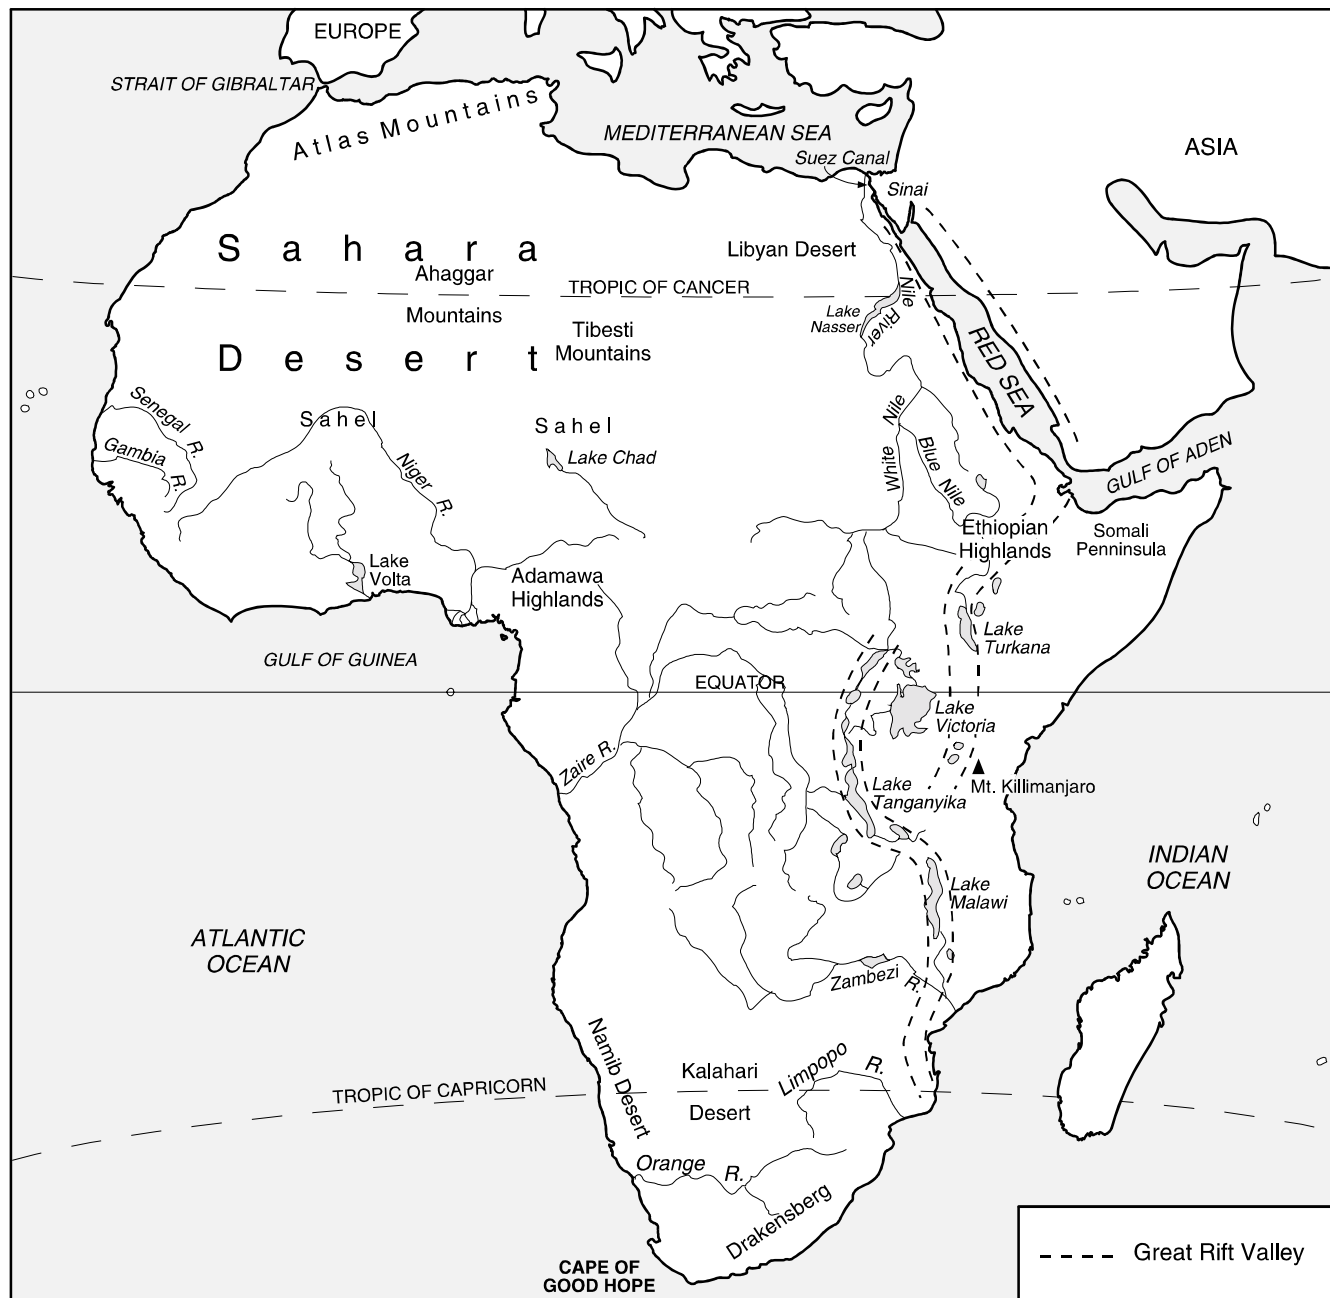 EUROPE
STRAIT OF GIBRALTAR
Atlas Mountains
MEDITERRANEAN SEA
ASIA
Suez Canal
Sinai
Sahara
Libyan Desert
Ahaggar
TROPIC OF CANCER
Mountains
Nile
River
Lake
Nasser
Tibesti
Mountains
Desert
RED SEA
Senegal R.
Sahel
Sahel
Gambia R.
Niger R.
Lake Chad
White Nile
Blue Nile
GULF OF ADEN
Ethiopian
Highlands
Somali
Penninsula
Lake
Volta
Adamawa
Highlands
Lake
Turkana
GULF OF GUINEA
EQUATOR
Lake
Victoria
Zaire R.
Lake
Tanganyika
Mt. Killimanjaro
INDIAN
OCEAN
Lake
Malawi
ATLANTIC
OCEAN
Zambezi R.
Namib Desert
Kalahari
Desert
Limpopo R.
TROPIC OF CAPRICORN
Orange R.
Drakensberg
CAPE OF
GOOD HOPE
Great Rift Valley